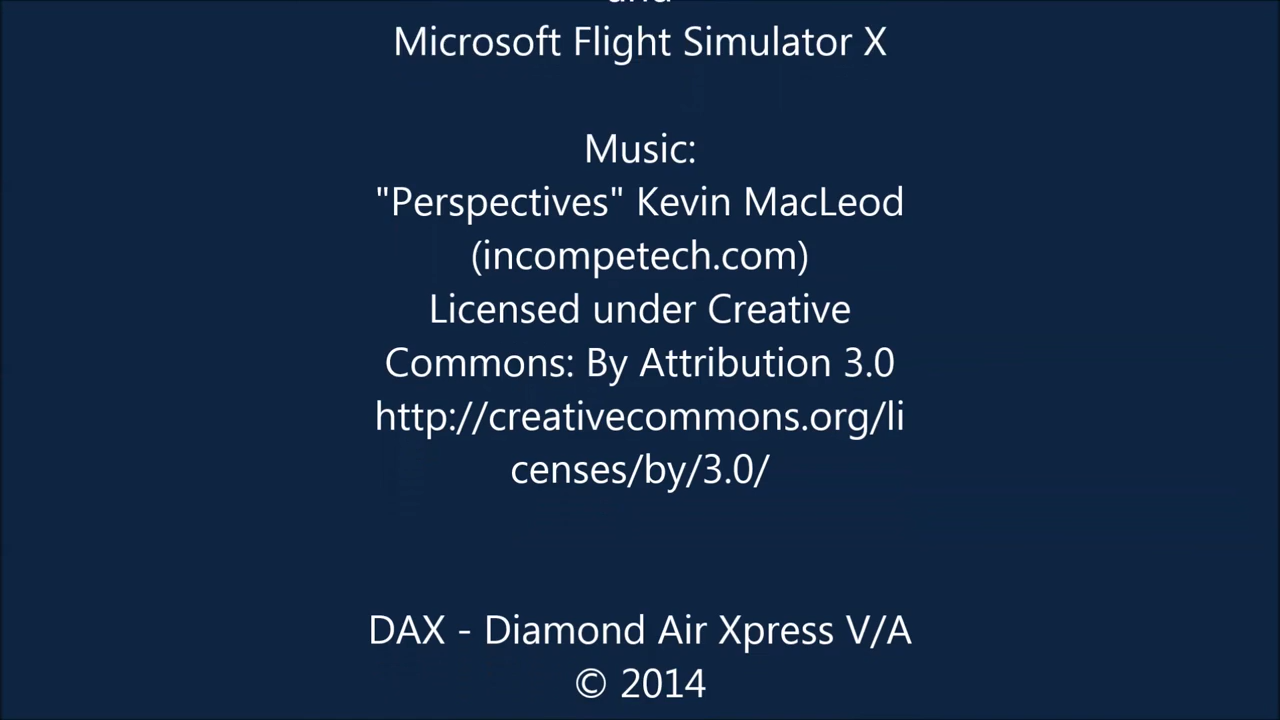 and
Microsoft Flight Simulator X
Music:
"Perspectives" Kevin MacLeod
(incompetech.com)
Licensed under Creative
Commons: By Attribution 3.0
http://creativecommons.org/li
censes/by/3.0/
DAX - Diamond Air Xpress V/A
© 2014